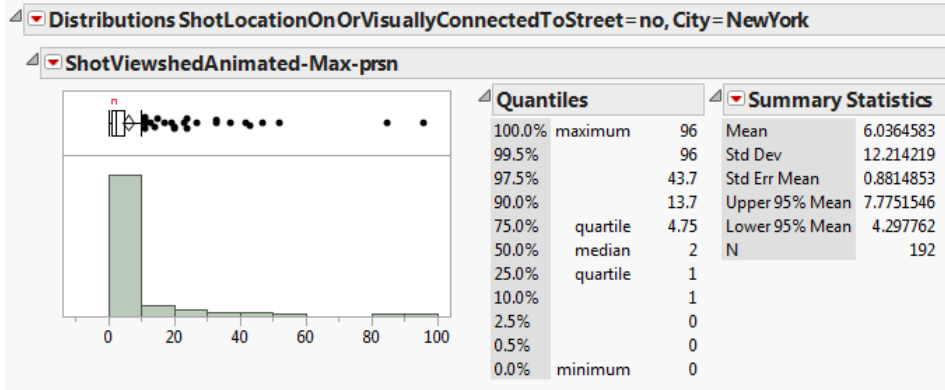 Distributions ShotLocationOnOrVisuallyConnectedToStreet=no, City=NewYork
ShotViewshedAnimated-Max-prsn
0 20 40 60 80 100
Quantiles
100.0% maximum 96
99.5% 96
97.5% 43.7
90.0% 13.7
75.0% quartile 4.75
50.0% median 2
25.0% quartile 1
10.0% 1
2.5% 0
0.5% 0
0.0% minimum 0
Summary Statistics
Mean 6.0364583
Std Dev 12.214219
Std Err Mean 0.8814853
Upper 95% Mean 7.7751546
Lower 95% Mean 4.297762
N 192